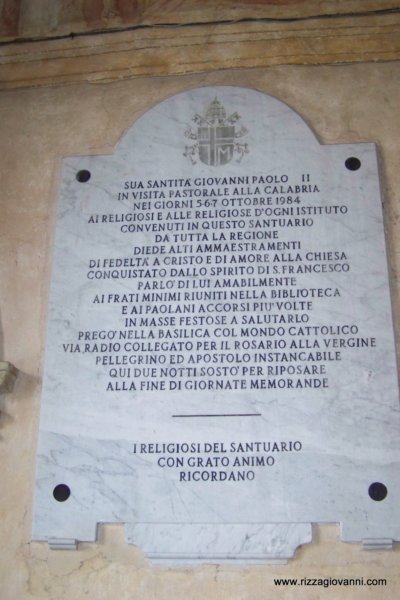 SUA SANTITA' GIOVANNI PAOLO II
IN VISITA PASTORALE ALLA CALABRIA
NEI GIORNI 5·6·7 OTTOBRE 1984
AI RELIGIOSI E ALLE RELIGIOSE D'OGNI ISTITUTO
CONVENUTI IN QUESTO SANTUARIO
DA TUTTA LA REGIONE
DIEDE ALTI AMMAESTRAMENTI
DI FEDELTA' A CRISTO E DI AMORE ALLA CHIESA
CONQUISTATO DALLO SPIRITO DI S. FRANCESCO
PARLO' DI LUI AMABILMENTE
AI FRATI MINIMI RIUNITI NELLA BIBLIOTECA
E AI PAOLANI ACCORSI PIU' VOLTE
IN MASSE FESTOSE A SALUTARLO
PREGO' NELLA BASILICA COL MONDO CATTOLICO
VIA RADIO COLLEGATO PER IL ROSARIO ALLA VERGINE
PELLEGRINO ED APOSTOLO INSTANCABILE
QUI DUE NOTTI SOSTO' PER RIPOSARE
ALLA FINE DI GIORNATE MEMORANDE
I RELIGIOSI DEL SANTUARIO
CON GRATO ANIMO
RICORDANO
www.rizzagiovanni.com